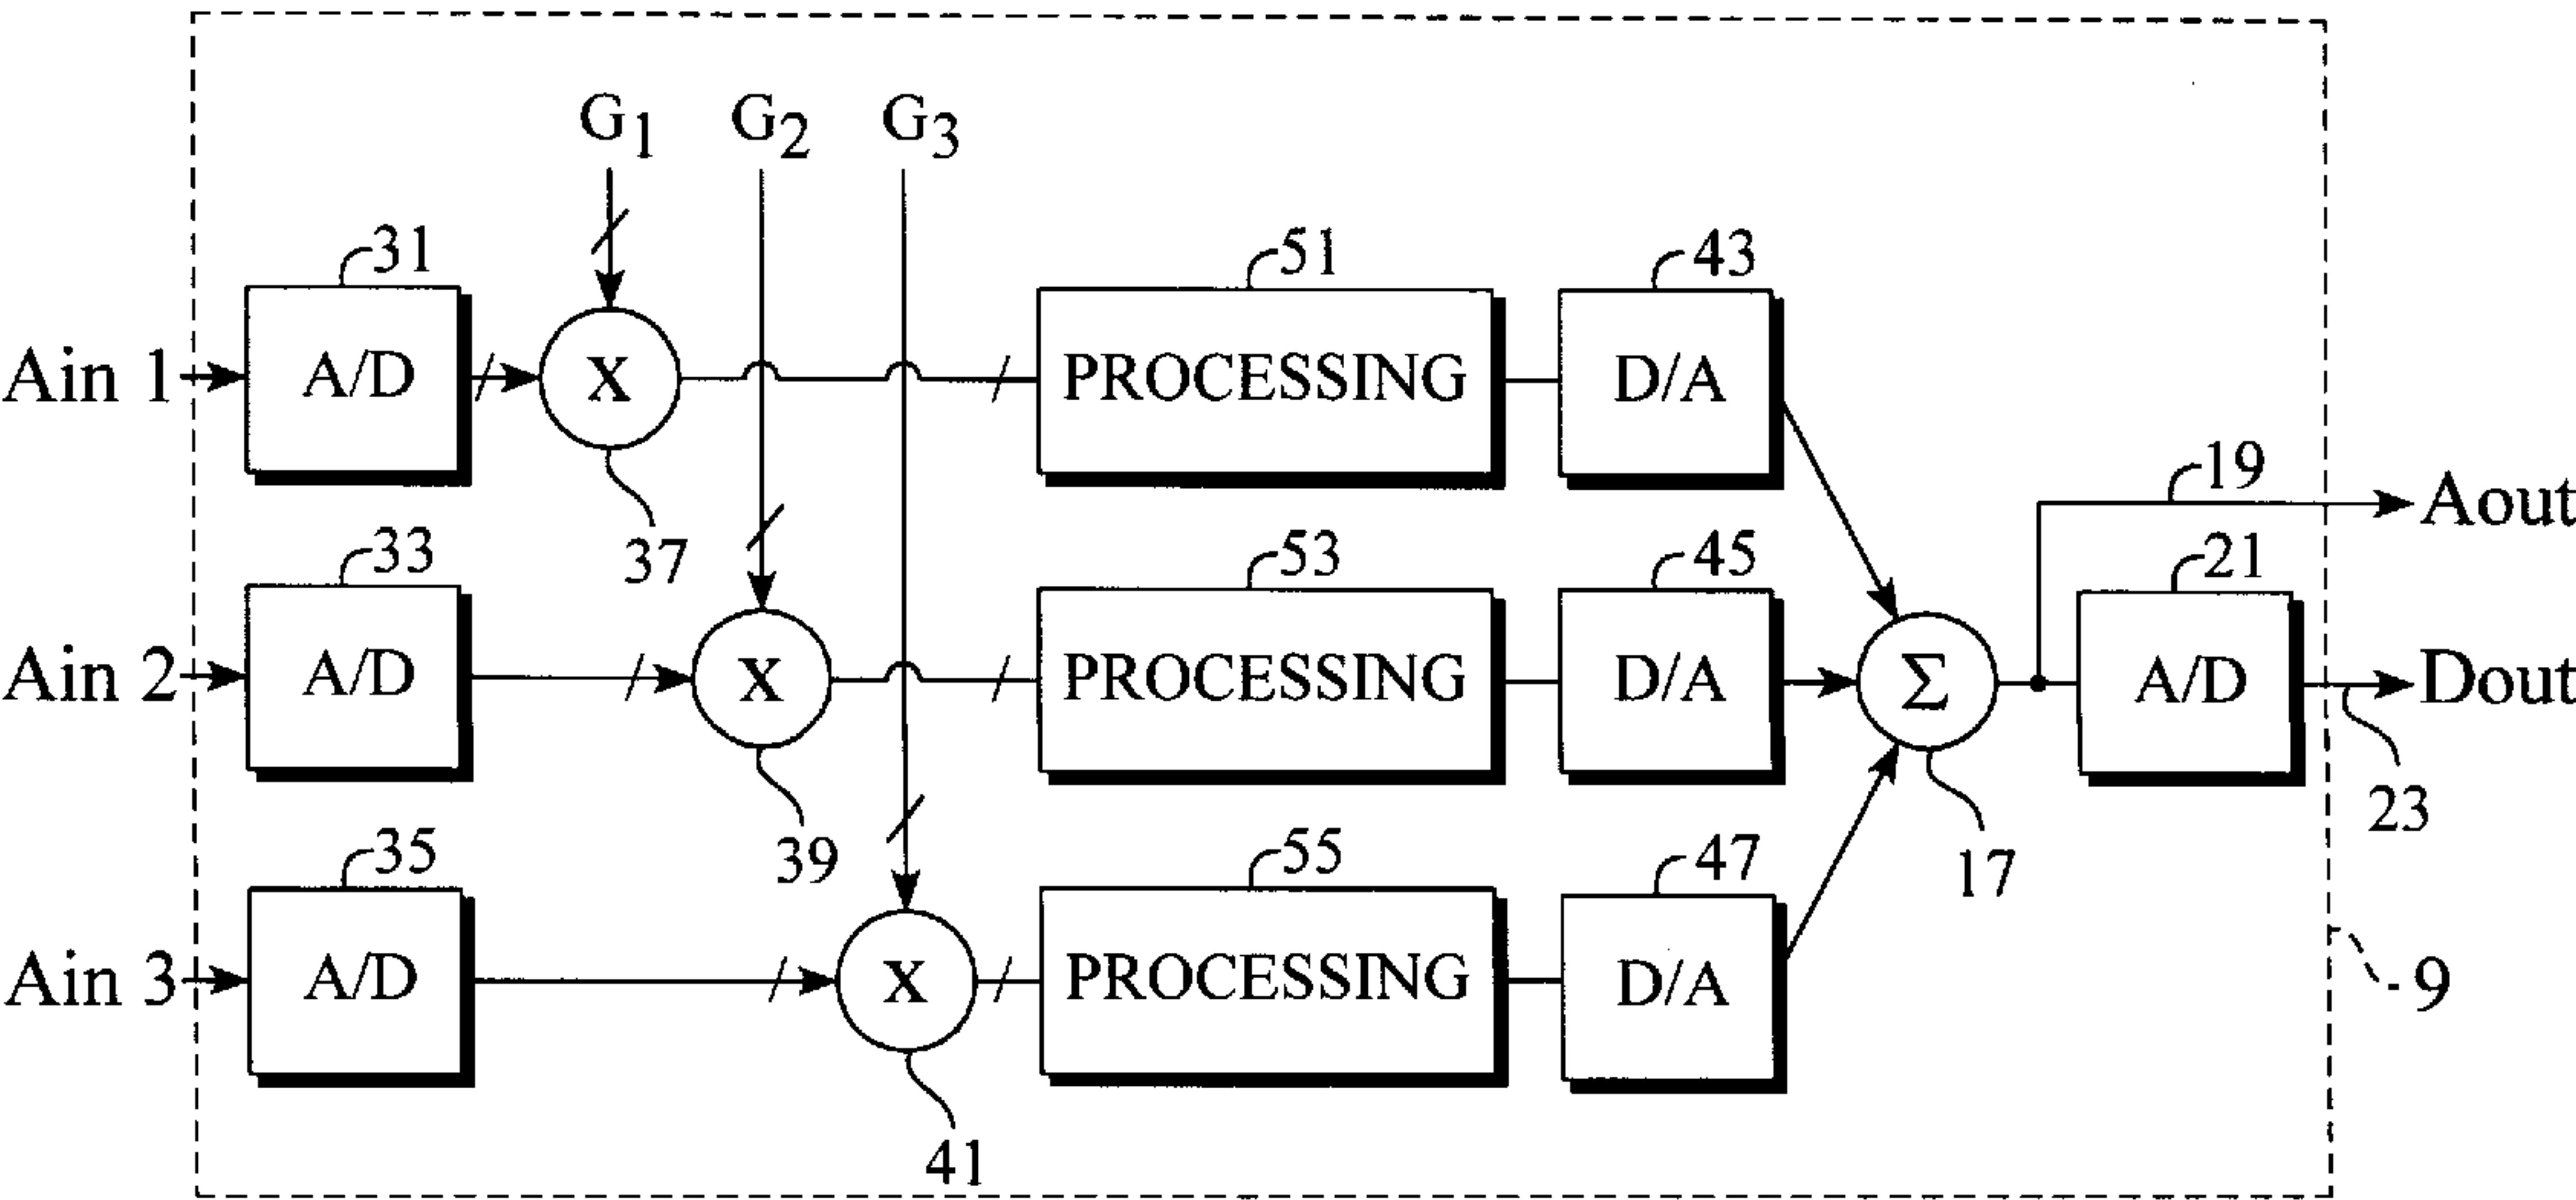 G1 G2 G3
31 51 43
Ain 1 A/D X PROCESSING D/A
19
Aout
37
33 53 45 21
Ain 2 A/D X PROCESSING D/A Σ A/D Dout
23
39 17
35 55 47
Ain 3 A/D X PROCESSING D/A 9
41